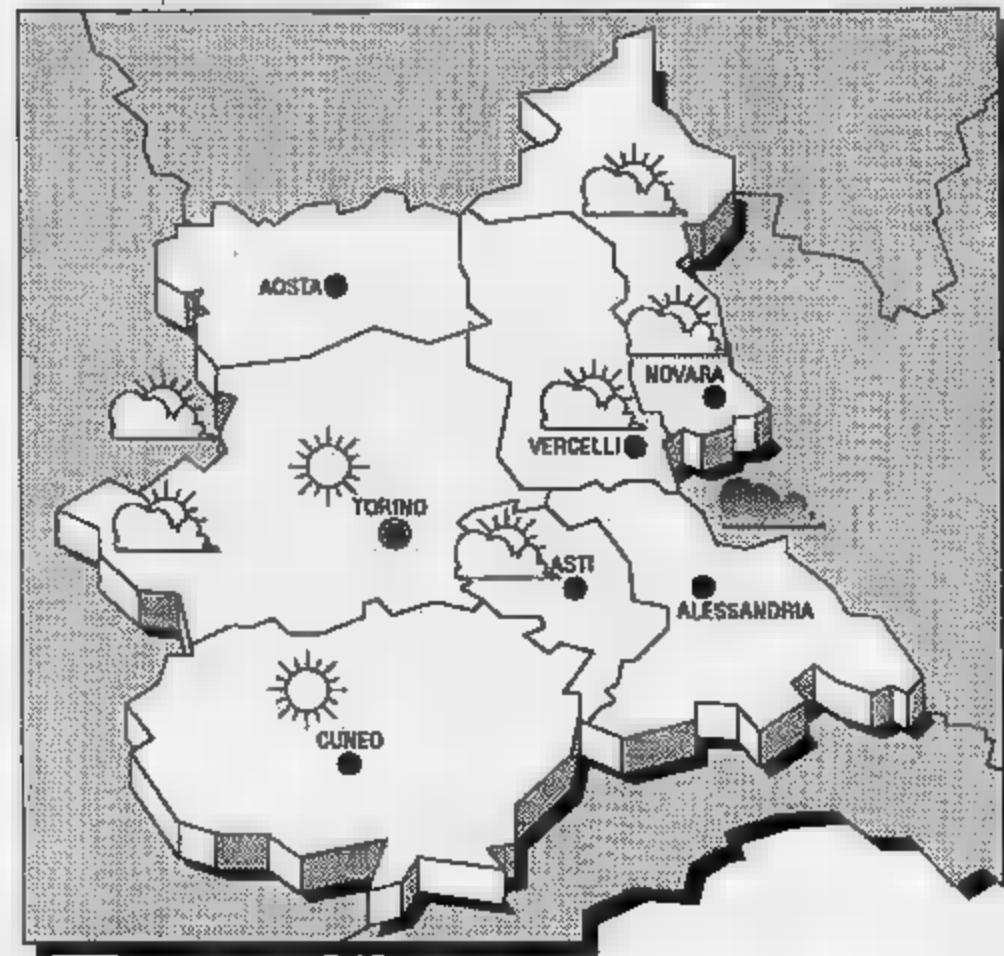 AOSTA
NOVARA
VERCELLI
TORINO
ASTI
ALESSANDRIA
CUNEO